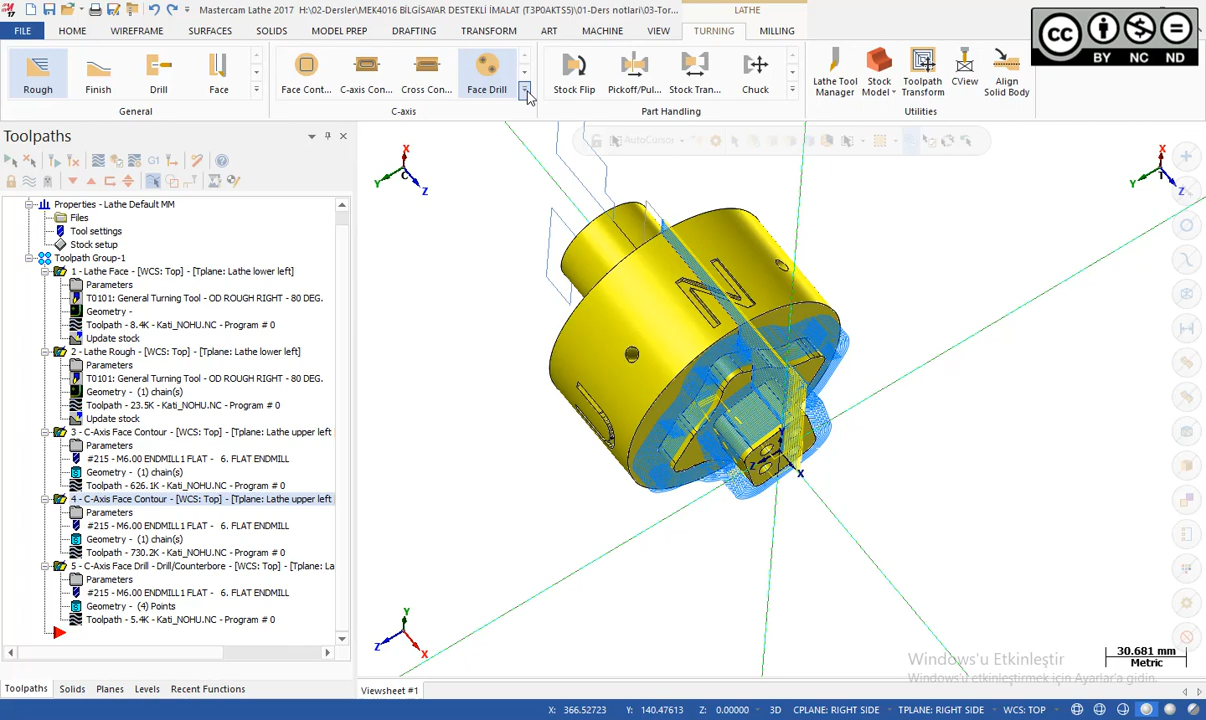 Mastercam Lathe 2017 H:\02-Dersler\MEK4016 BİLGİSAYAR DESTEKLİ İMALAT (T3P0AKTS5)\01-Ders notlari\03-Tor...
LATHE
FILE HOME WIREFRAME SURFACES SOLIDS MODEL PREP DRAFTING TRANSFORM ART MACHINE VIEW TURNING MILLING
CC BY NC ND
Rough Finish Drill Face Face Cont... C-axis Con... Cross Con... Face Drill Stock Flip Pickoff/Pul... Stock Tran... Chuck Lathe Tool Manager Stock Model Toolpath Transform CView Align Solid Body
General C-axis Part Handling Utilities
Toolpaths
AutoCursor
G1
Properties - Lathe Default MM
Files
Tool settings
Stock setup
Toolpath Group-1
1 - Lathe Face - [WCS: Top] - [Tplane: Lathe lower left]
Parameters
T0101: General Turning Tool - OD ROUGH RIGHT - 80 DEG.
Geometry -
Toolpath - 8.4K - Kati_NOHU.NC - Program # 0
Update stock
2 - Lathe Rough - [WCS: Top] - [Tplane: Lathe lower left]
Parameters
T0101: General Turning Tool - OD ROUGH RIGHT - 80 DEG.
Geometry - (1) chain(s)
Toolpath - 23.5K - Kati_NOHU.NC - Program # 0
Update stock
3 - C-Axis Face Contour - [WCS: Top] - [Tplane: Lathe upper left
Parameters
#215 - M6.00 ENDMILL1 FLAT - 6. FLAT ENDMILL
Geometry - (1) chain(s)
Toolpath - 626.1K - Kati_NOHU.NC - Program # 0
4 - C-Axis Face Contour - [WCS: Top] - [Tplane: Lathe upper left
Parameters
#215 - M6.00 ENDMILL1 FLAT - 6. FLAT ENDMILL
Geometry - (1) chain(s)
Toolpath - 730.2K - Kati_NOHU.NC - Program # 0
5 - C-Axis Face Drill - Drill/Counterbore - [WCS: Top] - [Tplane: La
Parameters
#215 - M6.00 ENDMILL1 FLAT - 6. FLAT ENDMILL
Geometry - (4) Points
Toolpath - 5.4K - Kati_NOHU.NC - Program # 0
X Y Z C
X Y Z T
N
Z Y X
Y Z X
30.681 mm
Metric
Windows'u Etkinleştir
Windows'u etkinleştirmek için Ayarlar'a gidin.
Toolpaths Solids Planes Levels Recent Functions
Viewsheet #1
X: 366.52723 Y: 140.47613 Z: 0.00000 3D CPLANE: RIGHT SIDE TPLANE: RIGHT SIDE WCS: TOP